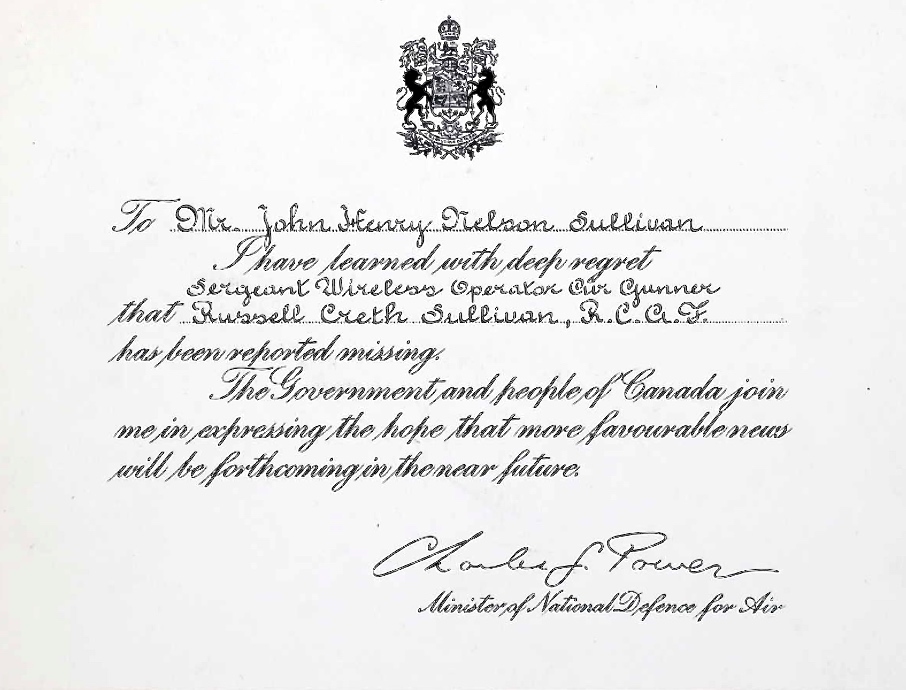 To Mr. John Henry Nelson Sullivan
I have learned with deep regret
Sergeant Wireless Operator Air Gunner
that Russell Creth Sullivan, R.C.A.F.
has been reported missing.
The Government and people of Canada join
me in expressing the hope that more favourable news
will be forthcoming in the near future.
Charles G. Power
Minister of National Defence for Air